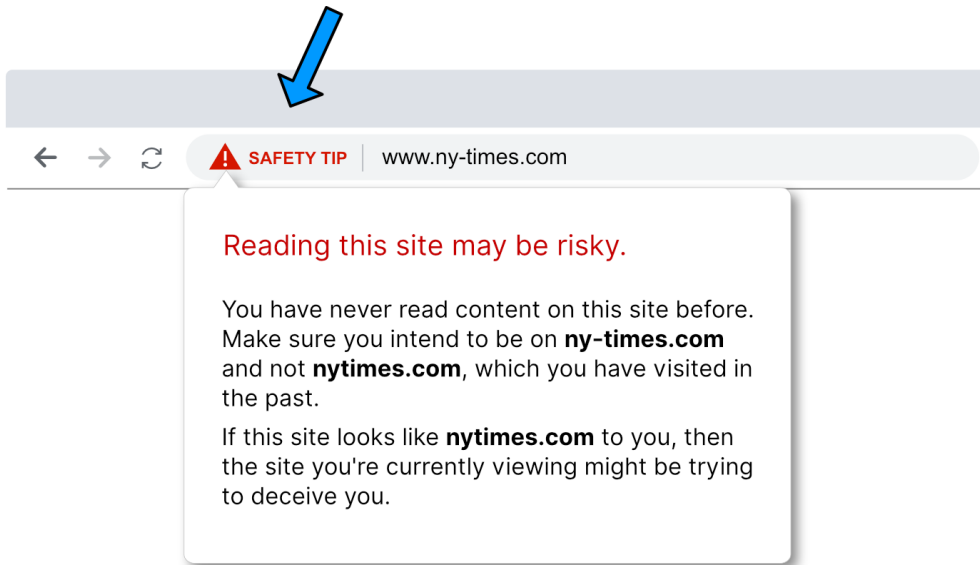 SAFETY TIP www.ny-times.com
Reading this site may be risky.
You have never read content on this site before.
Make sure you intend to be on ny-times.com
and not nytimes.com, which you have visited in
the past.
If this site looks like nytimes.com to you, then
the site you're currently viewing might be trying
to deceive you.